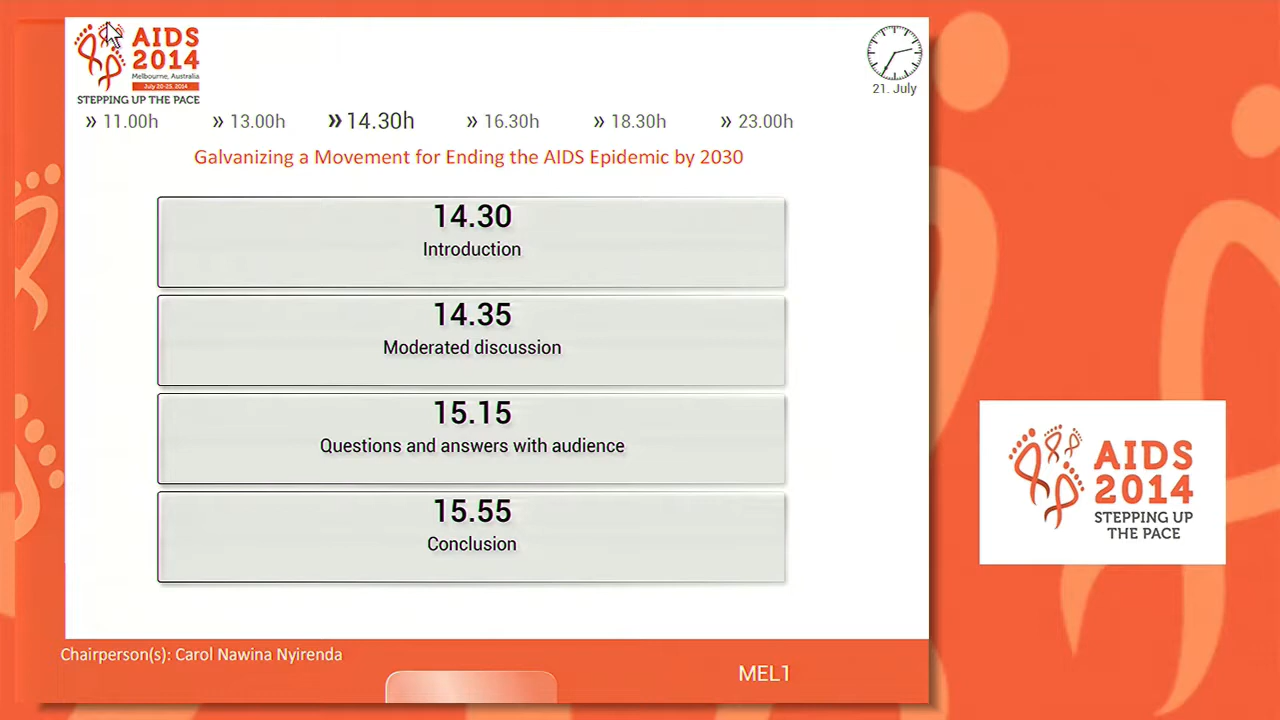 AIDS
2014
Melbourne, Australia
July 20-25, 2014
STEPPING UP THE PACE
21. July
» 11.00h » 13.00h » 14.30h » 16.30h » 18.30h » 23.00h
Galvanizing a Movement for Ending the AIDS Epidemic by 2030
14.30
Introduction
14.35
Moderated discussion
15.15
Questions and answers with audience
15.55
Conclusion
AIDS
2014
STEPPING UP
THE PACE
Chairperson(s): Carol Nawina Nyirenda
MEL1